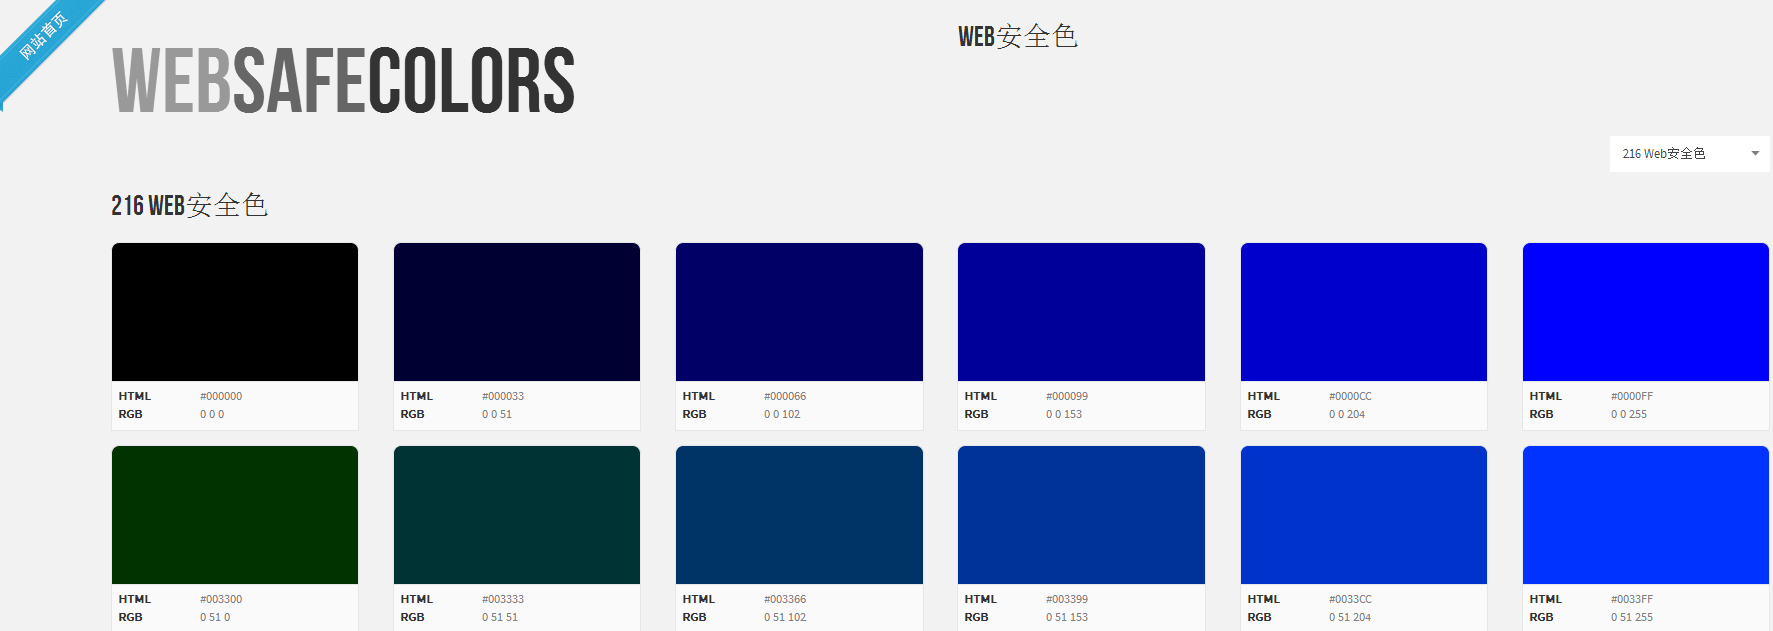 网站首页
WEBSAFECOLORS
WEB安全色
216 Web安全色
216 WEB安全色
HTML #000000
RGB 0 0 0
HTML #000033
RGB 0 0 51
HTML #000066
RGB 0 0 102
HTML #000099
RGB 0 0 153
HTML #0000CC
RGB 0 0 204
HTML #0000FF
RGB 0 0 255
HTML #003300
RGB 0 51 0
HTML #003333
RGB 0 51 51
HTML #003366
RGB 0 51 102
HTML #003399
RGB 0 51 153
HTML #0033CC
RGB 0 51 204
HTML #0033FF
RGB 0 51 255